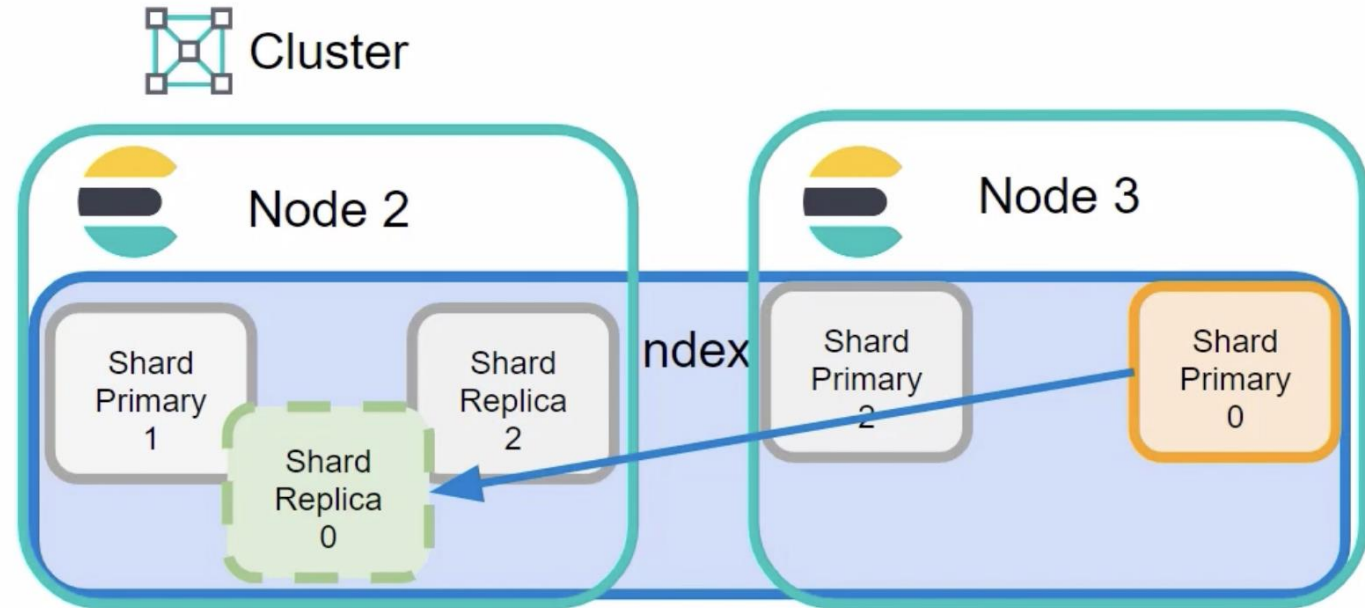 Cluster
Node 2
Node 3
Shard
Primary
1
Shard
Replica
2
Shard
Replica
0
ndex
Shard
Primary
2
Shard
Primary
0